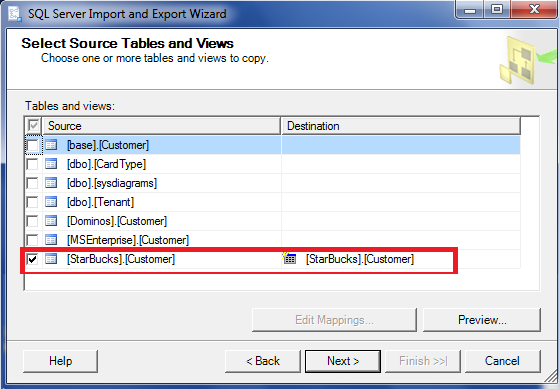 SQL Server Import and Export Wizard
Select Source Tables and Views
Choose one or more tables and views to copy.
Tables and views:
Source Destination
[base].[Customer]
[dbo].[CardType]
[dbo].[sysdiagrams]
[dbo].[Tenant]
[Dominos].[Customer]
[MSEnterprise].[Customer]
[StarBucks].[Customer] [StarBucks].[Customer]
Edit Mappings... Preview...
Help < Back Next > Finish >>| Cancel